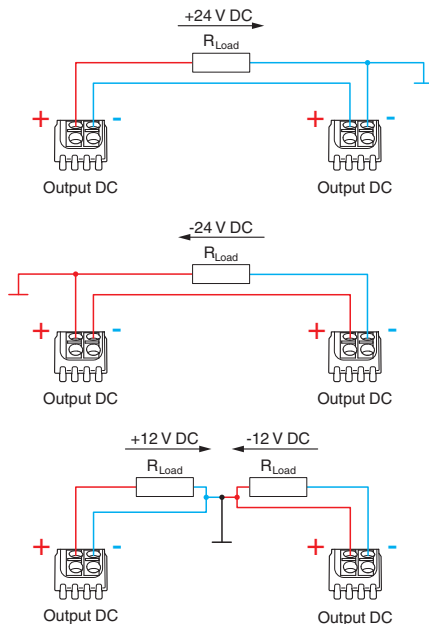 +24 V DC
RLoad
+ - + -
Output DC Output DC
-24 V DC
RLoad
+ - + -
Output DC Output DC
+12 V DC -12 V DC
RLoad RLoad
+ - + -
Output DC Output DC